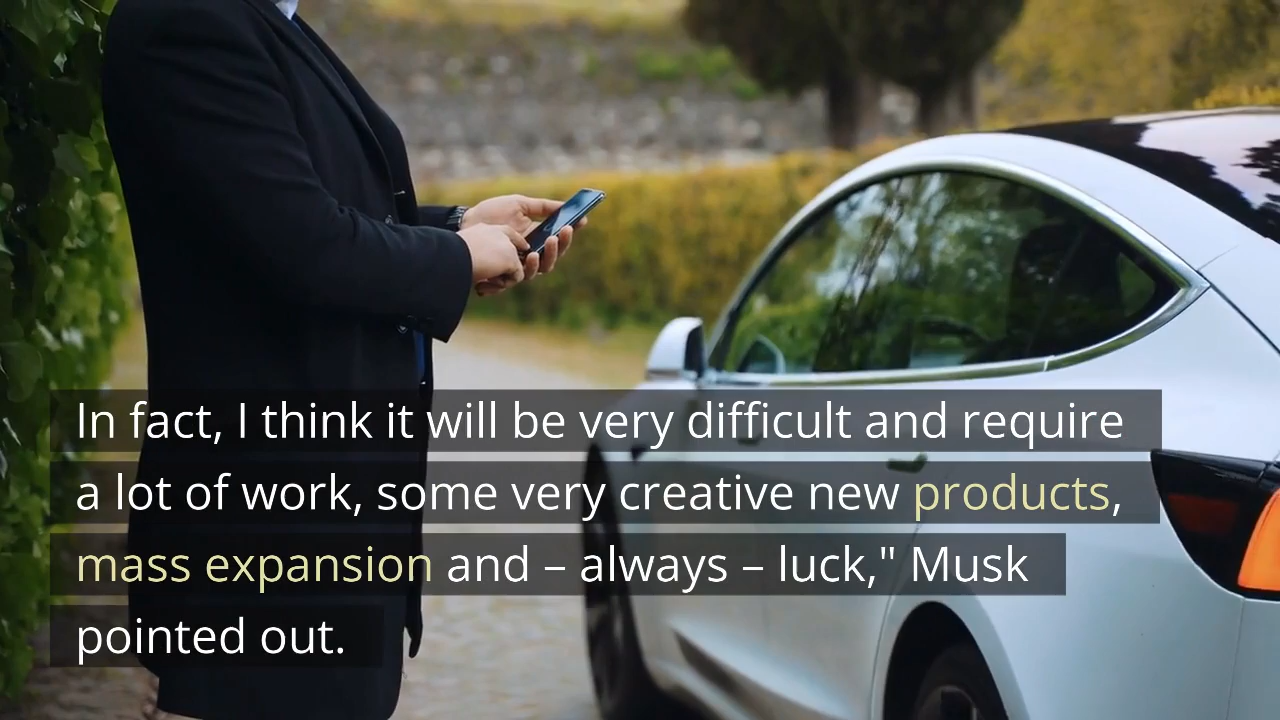 In fact, I think it will be very difficult and require
a lot of work, some very creative new products,
mass expansion and – always – luck," Musk
pointed out.